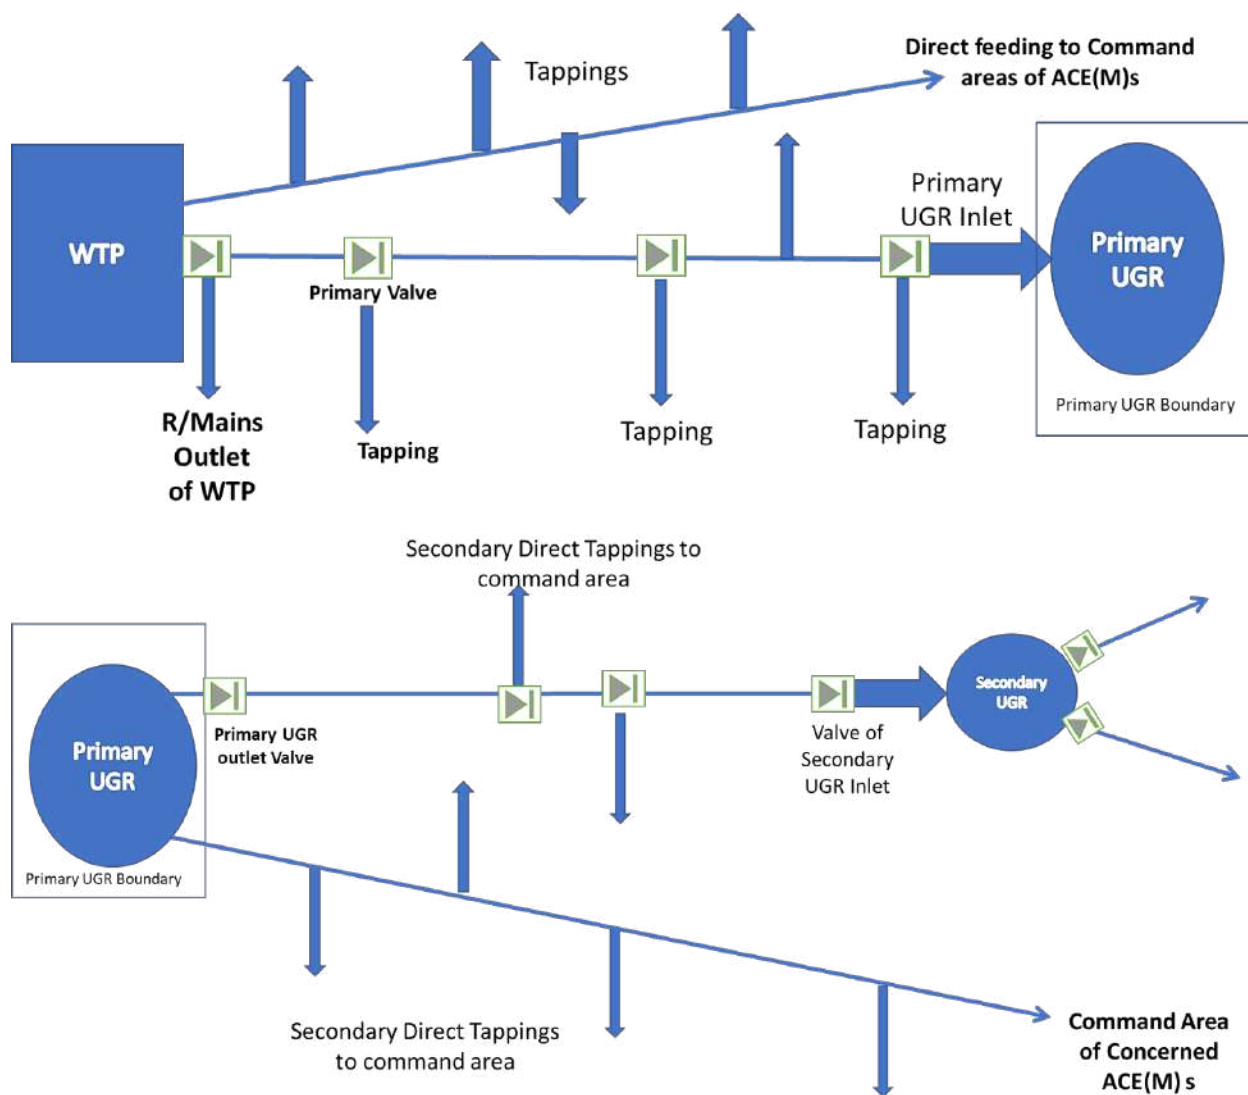 Direct feeding to Command
areas of ACE(M)s
Tappings
WTP
Primary
UGR Inlet
Primary
UGR
Primary Valve
Primary UGR Boundary
R/Mains
Outlet
of WTP
Tapping
Tapping
Tapping
Secondary Direct Tappings to
command area
Primary
UGR
Primary UGR Boundary
Primary UGR
outlet Valve
Valve of
Secondary
UGR Inlet
Secondary
UGR
Secondary Direct Tappings
to command area
Command Area
of Concerned
ACE(M) s